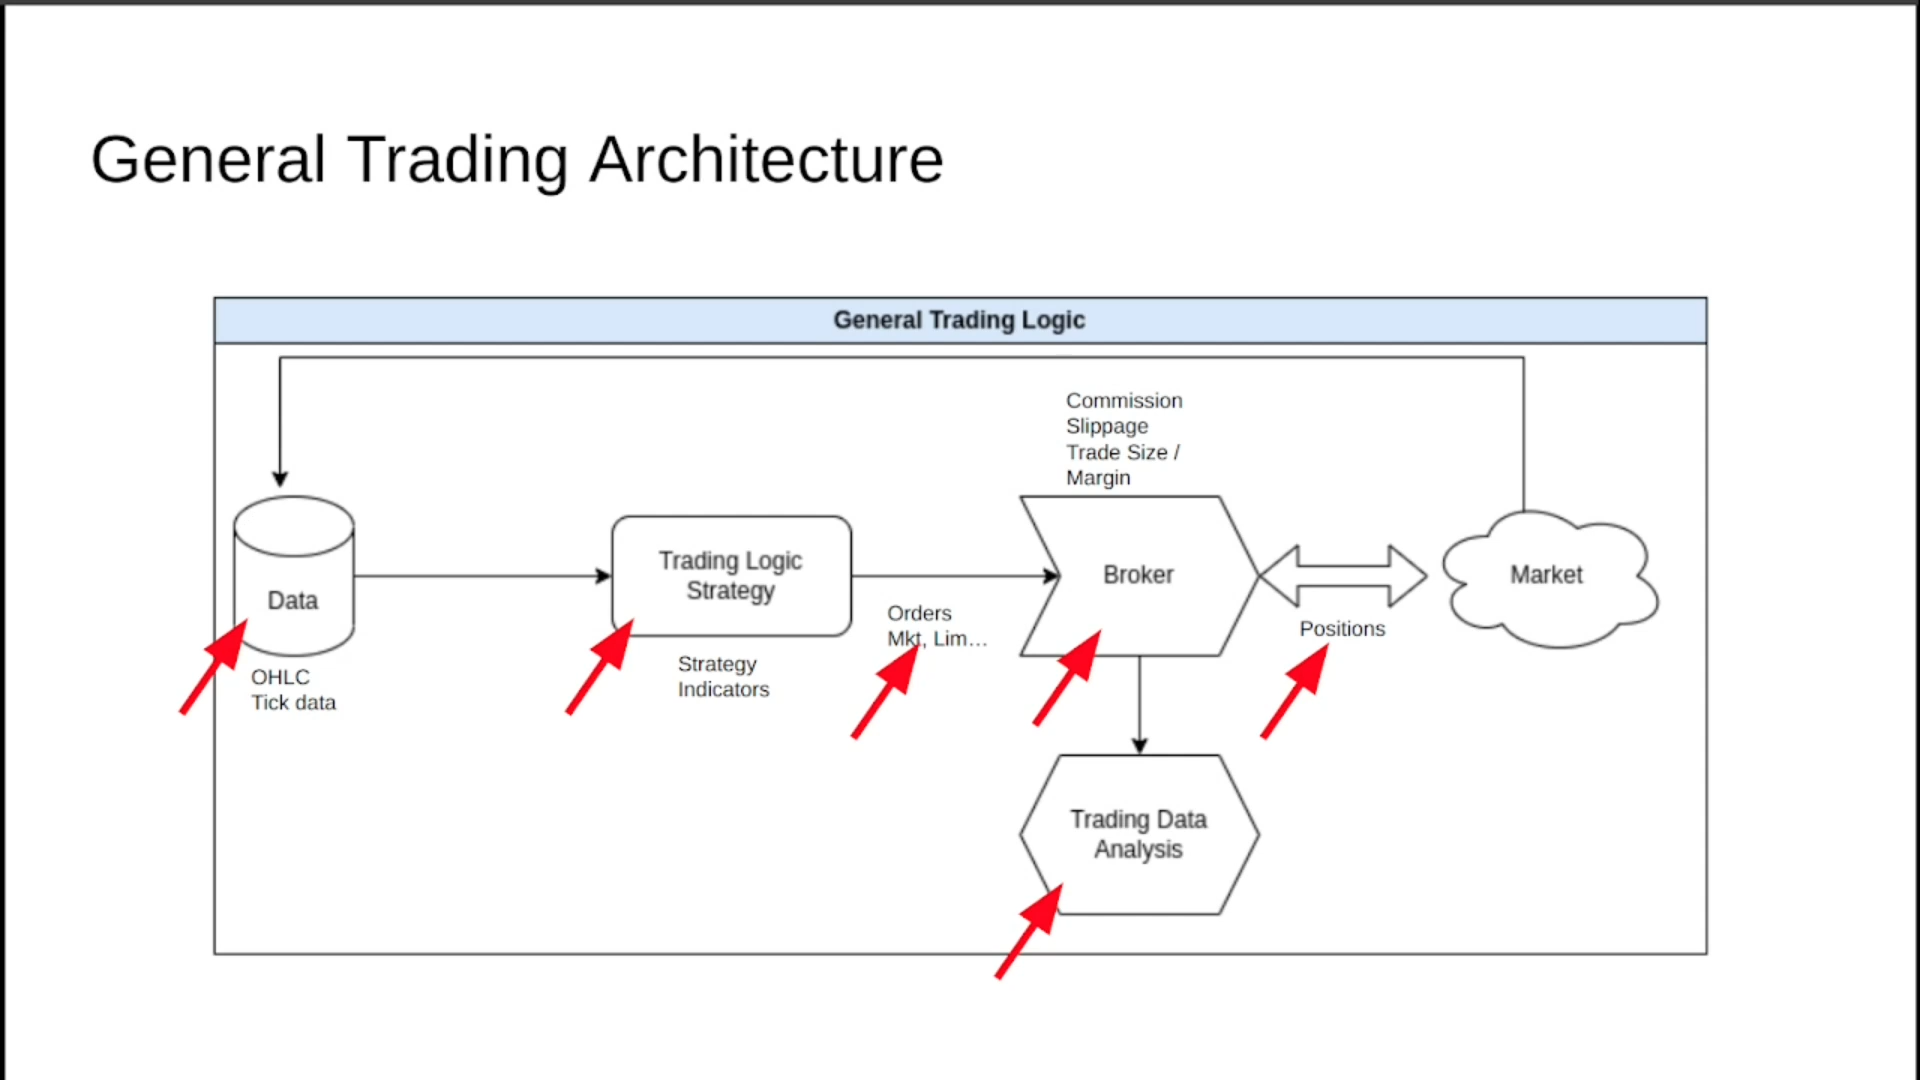 General Trading Architecture
General Trading Logic
Commission
Slippage
Trade Size /
Margin
Data
OHLC
Tick data
Trading Logic
Strategy
Strategy
Indicators
Orders
Mkt, Lim...
Broker
Positions
Market
Trading Data
Analysis